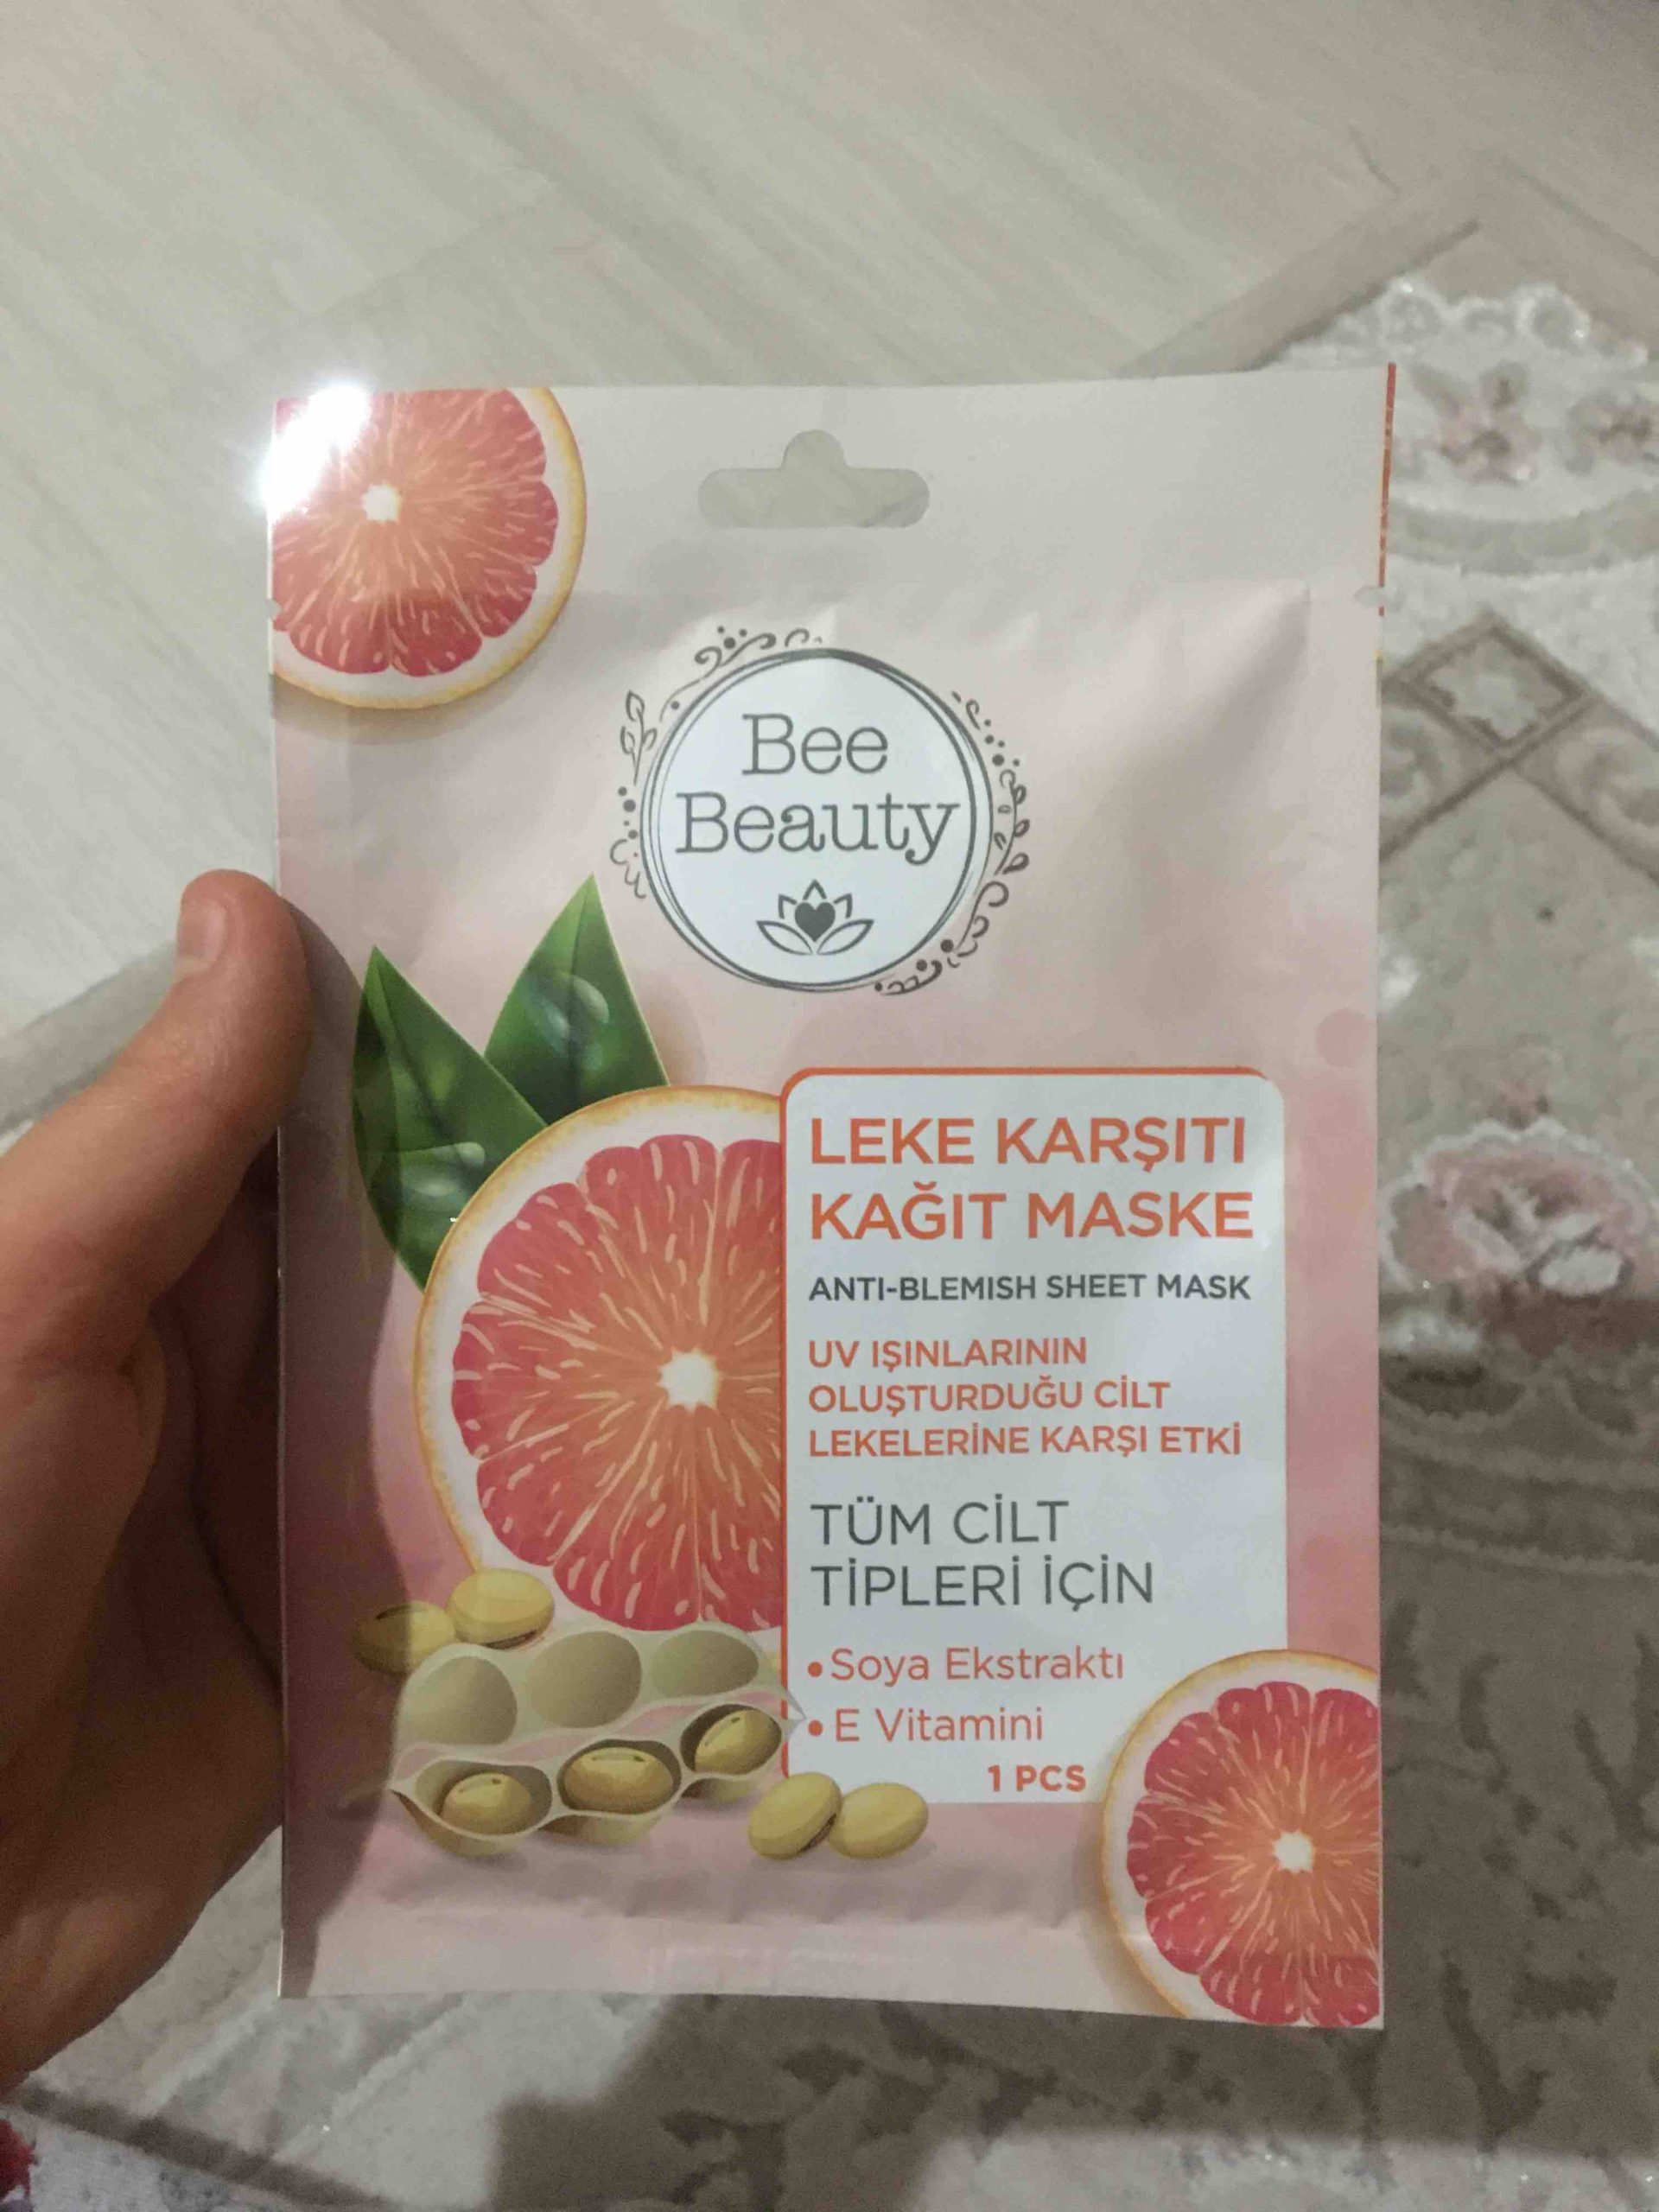 Bee
Beauty
LEKE KARŞITI
KAĞIT MASKE
ANTI-BLEMISH SHEET MASK
UV IŞINLARININ
OLUŞTURDUĞU CİLT
LEKELERİNE KARŞI ETKİ
TÜM CİLT
TİPLERİ İÇİN
• Soya Ekstraktı
• E Vitamini
1 PCS